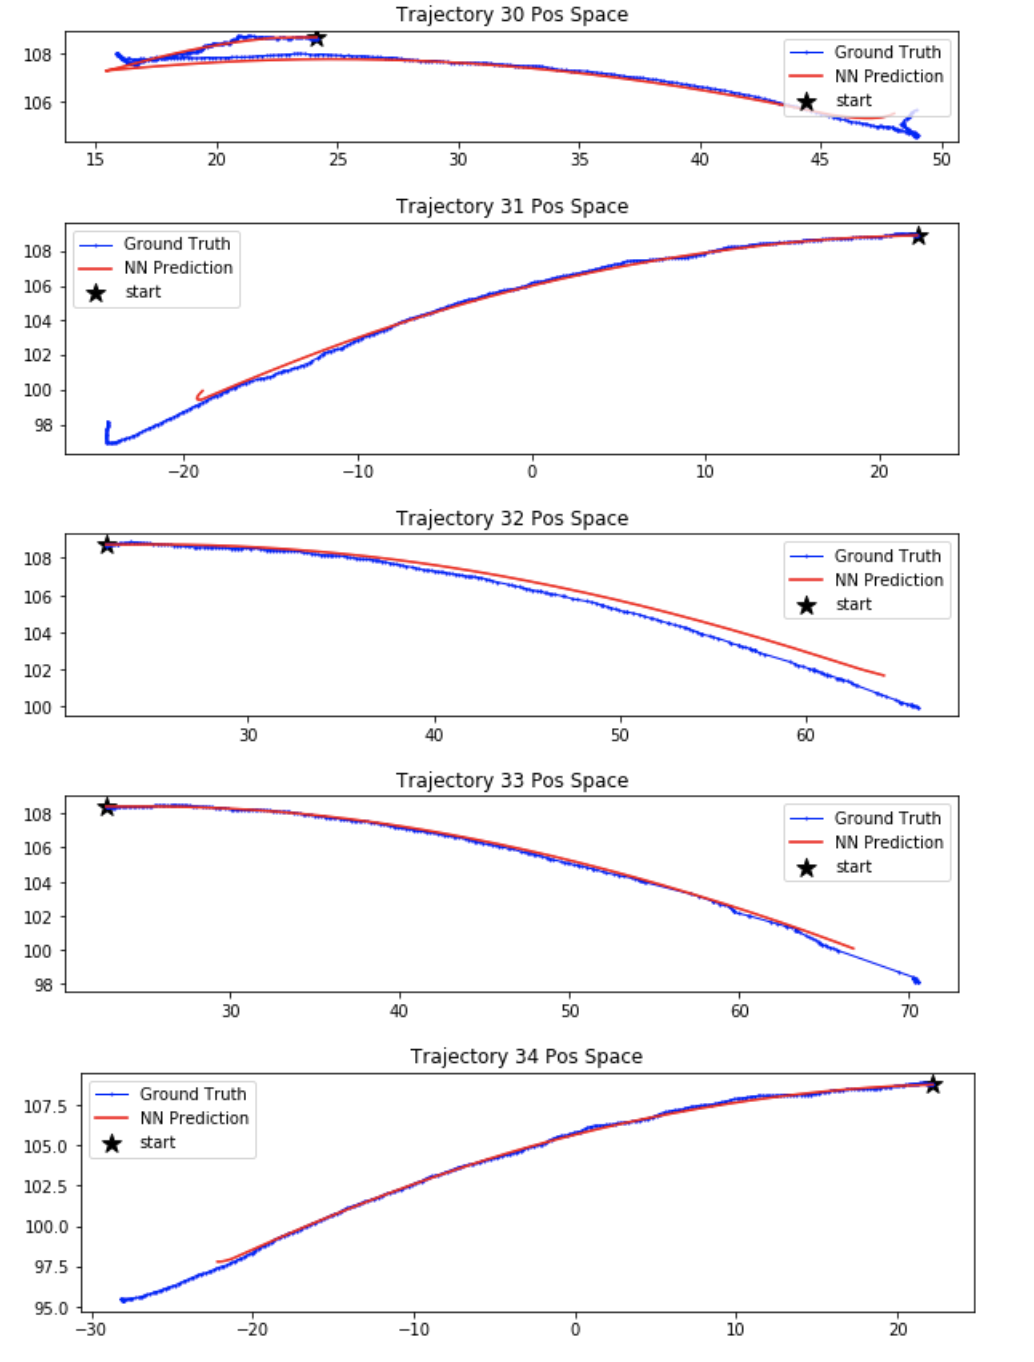 Trajectory 30 Pos Space
108
106
Ground Truth
NN Prediction
start
15 20 25 30 35 40 45 50
Trajectory 31 Pos Space
108
106
104
102
100
98
Ground Truth
NN Prediction
start
−20 −10 0 10 20
Trajectory 32 Pos Space
108
106
104
102
100
Ground Truth
NN Prediction
start
30 40 50 60
Trajectory 33 Pos Space
108
106
104
102
100
98
Ground Truth
NN Prediction
start
30 40 50 60 70
Trajectory 34 Pos Space
107.5
105.0
102.5
100.0
97.5
95.0
Ground Truth
NN Prediction
start
−30 −20 −10 0 10 20